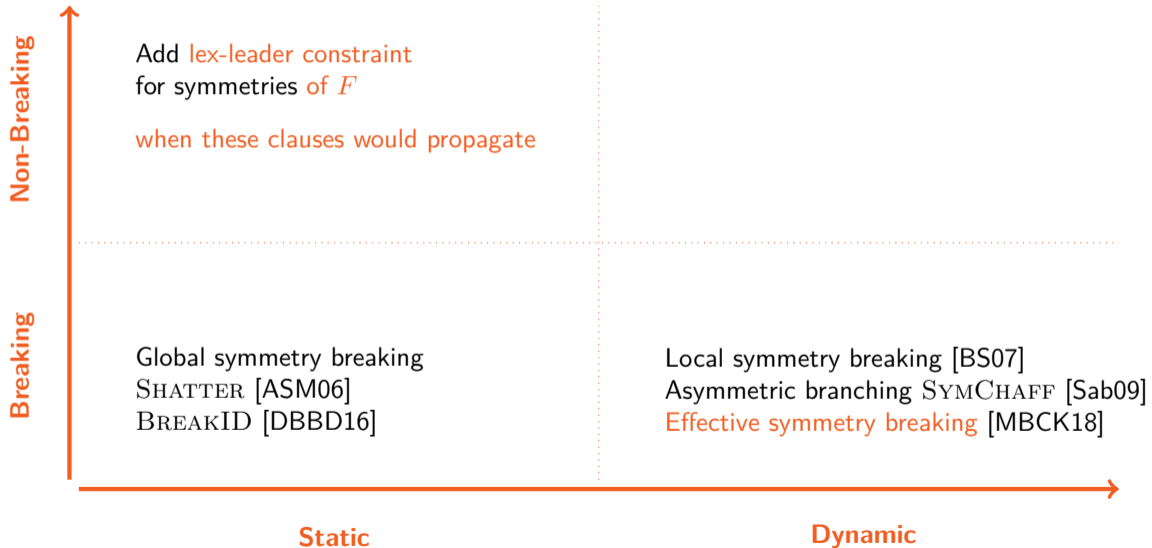 Non-Breaking
Add lex-leader constraint
for symmetries of F
when these clauses would propagate
Breaking
Global symmetry breaking
SHATTER [ASM06]
BREAKID [DBBD16]
Local symmetry breaking [BS07]
Asymmetric branching SYMCHAFF [Sab09]
Effective symmetry breaking [MBCK18]
Static
Dynamic